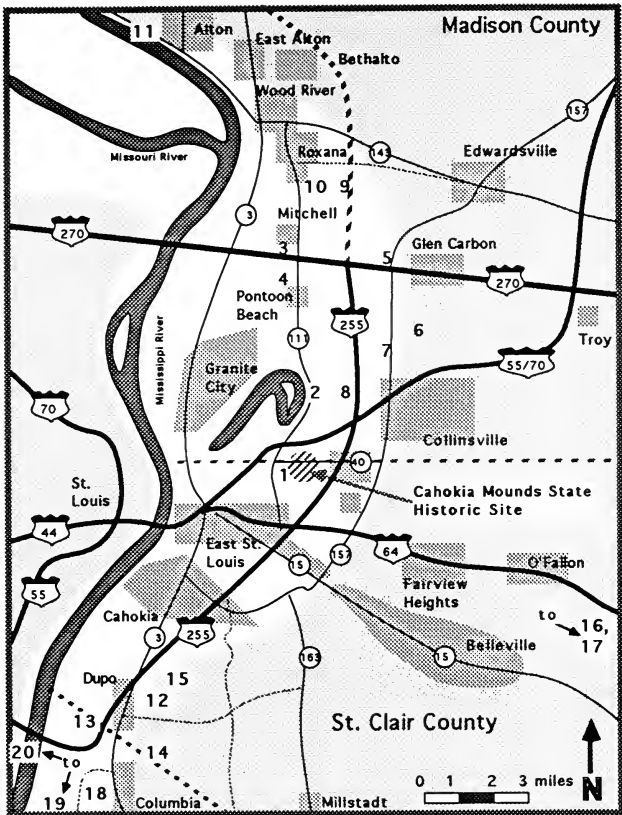 Madison County
11
Alton
East Alton
Bethalto
Wood River
157
Missouri River
Roxana
143
Edwardsville
10
9
3
Mitchell
270
3
5
Glen Carbon
4
270
Pontoon
Beach
255
6
Troy
Mississippi River
111
7
55/70
Granite
City
2
8
70
Collinsville
40
St.
Louis
1
Cahokia Mounds State
Historic Site
44
East St.
Louis
15
157
64
Fairview
Heights
O'Fallon
55
Cahokia
3
255
to
16,
17
Belleville
15
163
Dupo
15
12
13
St. Clair County
14
20
to
19
18
Columbia
Millstadt
0 1 2 3 miles
N